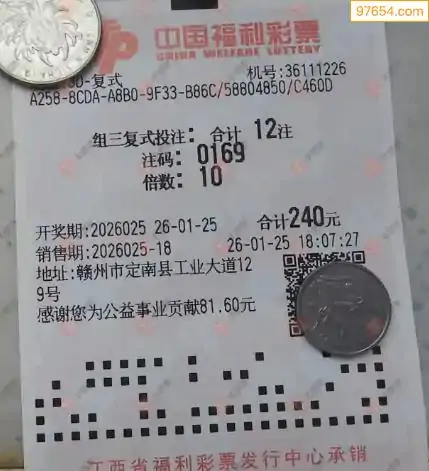 97654.com
中国福利彩票
CHINA WELFARE LOTTERY
3D-复式
机号:36111226
A258-8CDA-A8B0-9F33-B86C/58804850/C460D
组三复式投注: 合计 12注
注码: 0169
倍数: 10
开奖期:2026025 26-01-25 合计240元
销售期:2026025-18 26-01-25 18:07:27
地址:赣州市定南县工业大道12
9号
感谢您为公益事业贡献81.60元
江西省福利彩票发行中心承销